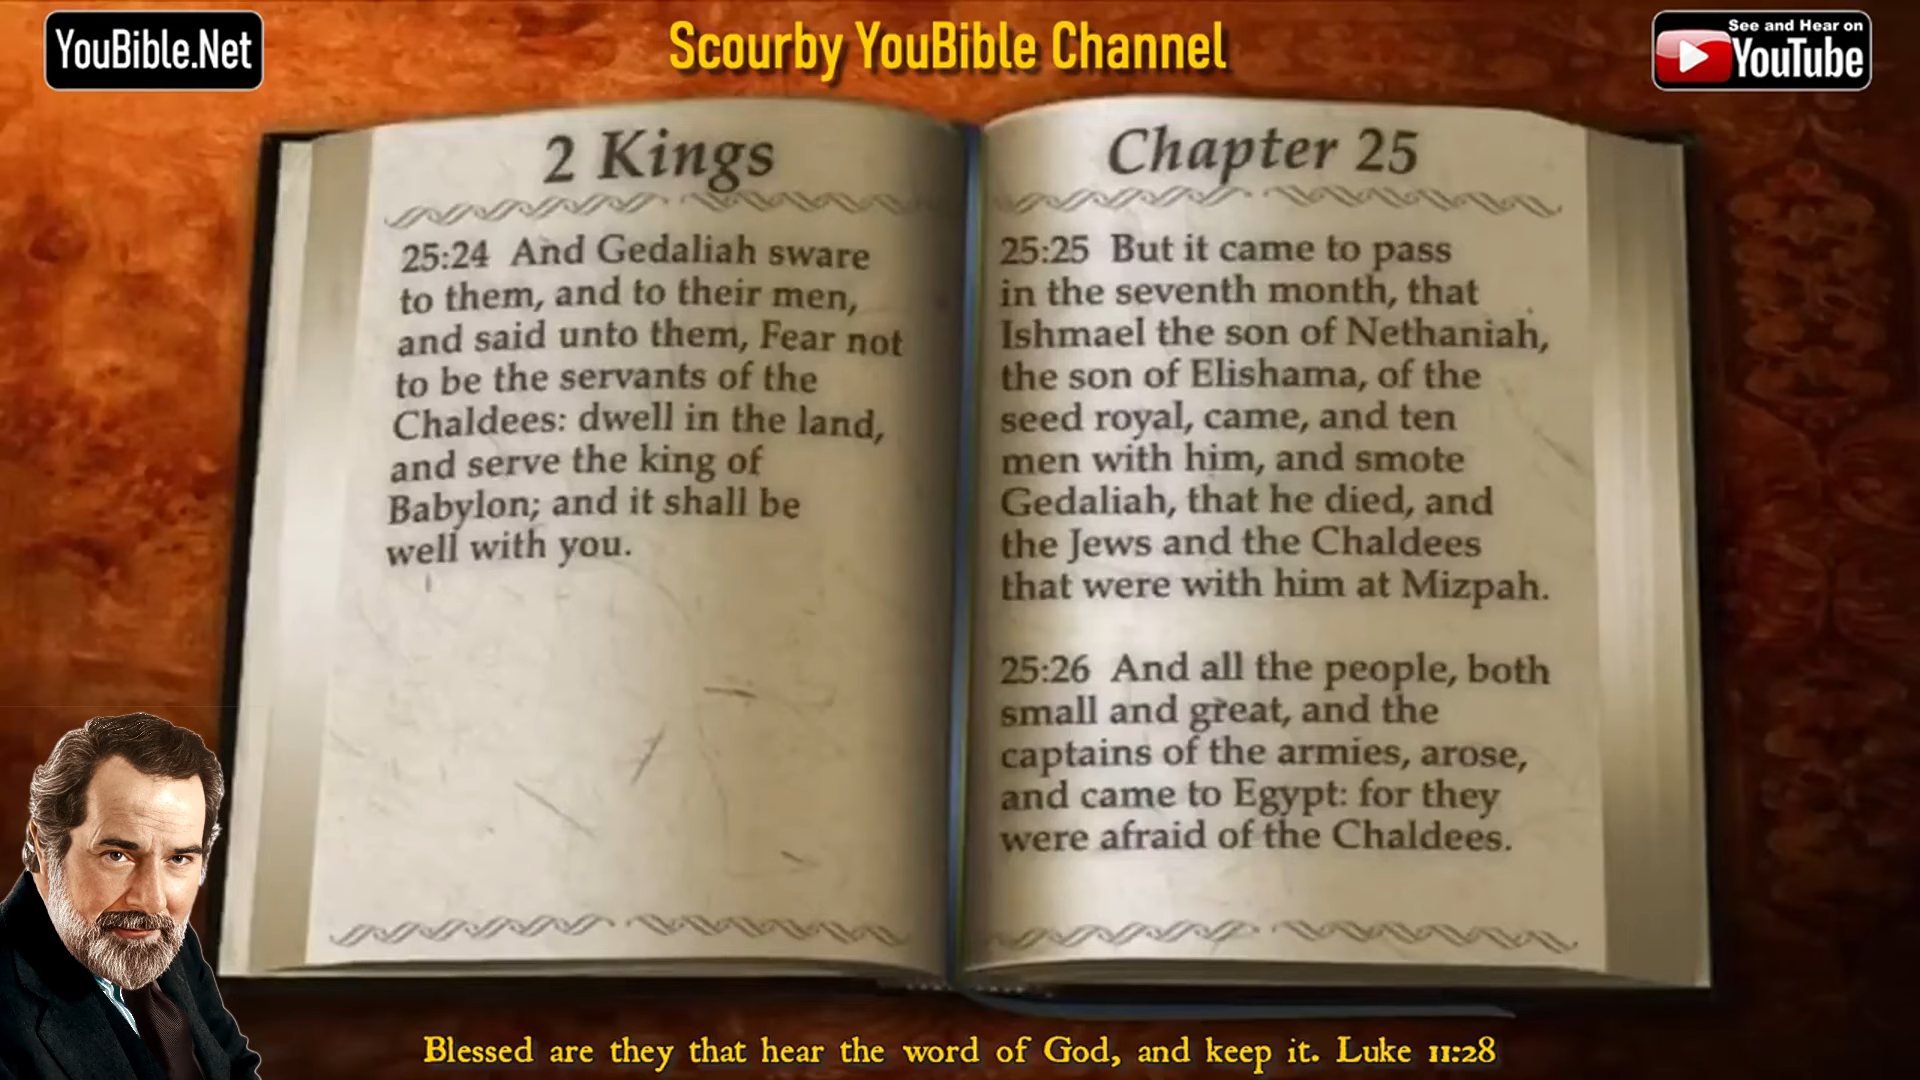 YouBible.Net
Scourby YouBible Channel
See and Hear on
YouTube
2 Kings
25:24 And Gedaliah sware
to them, and to their men,
and said unto them, Fear not
to be the servants of the
Chaldees: dwell in the land,
and serve the king of
Babylon; and it shall be
well with you.
Chapter 25
25:25 But it came to pass
in the seventh month, that
Ishmael the son of Nethaniah,
the son of Elishama, of the
seed royal, came, and ten
men with him, and smote
Gedaliah, that he died, and
the Jews and the Chaldees
that were with him at Mizpah.
25:26 And all the people, both
small and great, and the
captains of the armies, arose,
and came to Egypt: for they
were afraid of the Chaldees.
Blessed are they that hear the word of God, and keep it. Luke 11:28